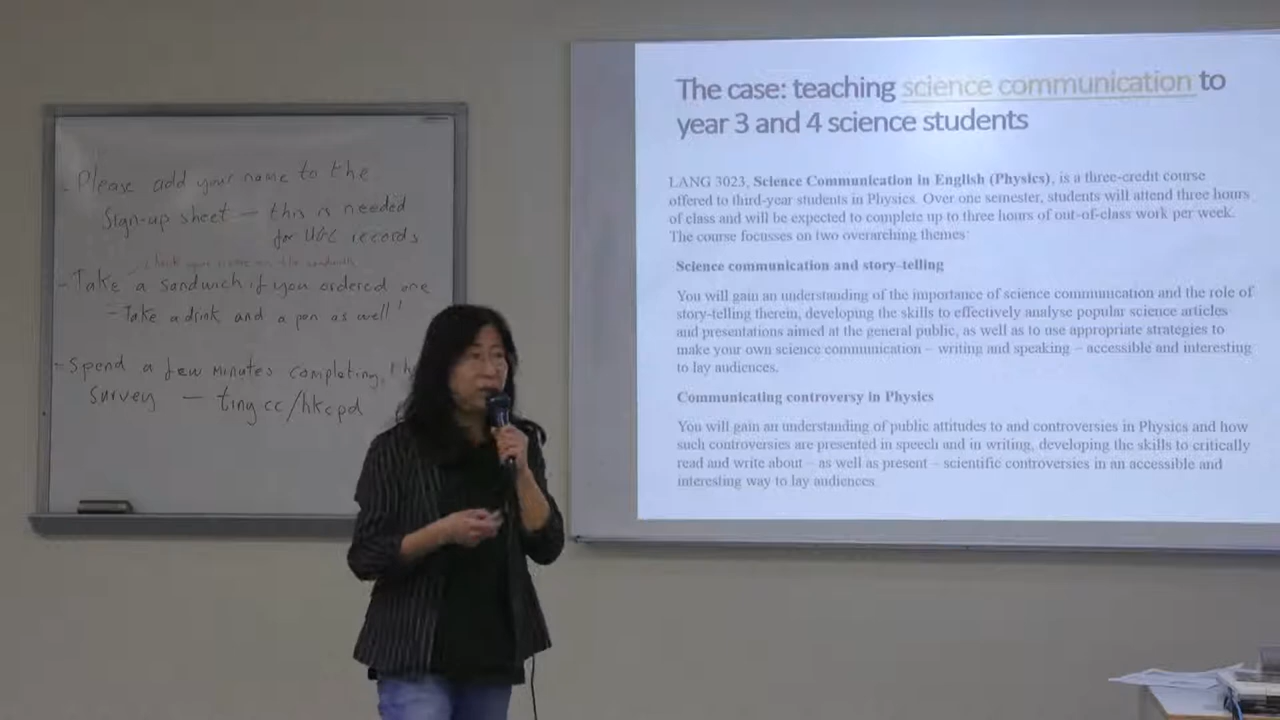 - Please add your name to the
Sign-up sheet — this is needed
for UGC records
check your name on the sandwich
- Take a sandwich if you ordered one
- Take a drink and a pen as well!
- Spend a few minutes completing
survey — tiny.cc/hkcpd
The case: teaching science communication to
year 3 and 4 science students
LANG 3023, Science Communication in English (Physics), is a three-credit course
offered to third-year students in Physics. Over one semester, students will attend three hours
of class and will be expected to complete up to three hours of out-of-class work per week.
The course focusses on two overarching themes:
Science communication and story-telling
You will gain an understanding of the importance of science communication and the role of
story-telling therein, developing the skills to effectively analyse popular science articles
and presentations aimed at the general public, as well as to use appropriate strategies to
make your own science communication – writing and speaking – accessible and interesting
to lay audiences.
Communicating controversy in Physics
You will gain an understanding of public attitudes to and controversies in Physics and how
such controversies are presented in speech and in writing, developing the skills to critically
read and write about – as well as present – scientific controversies in an accessible and
interesting way to lay audiences.